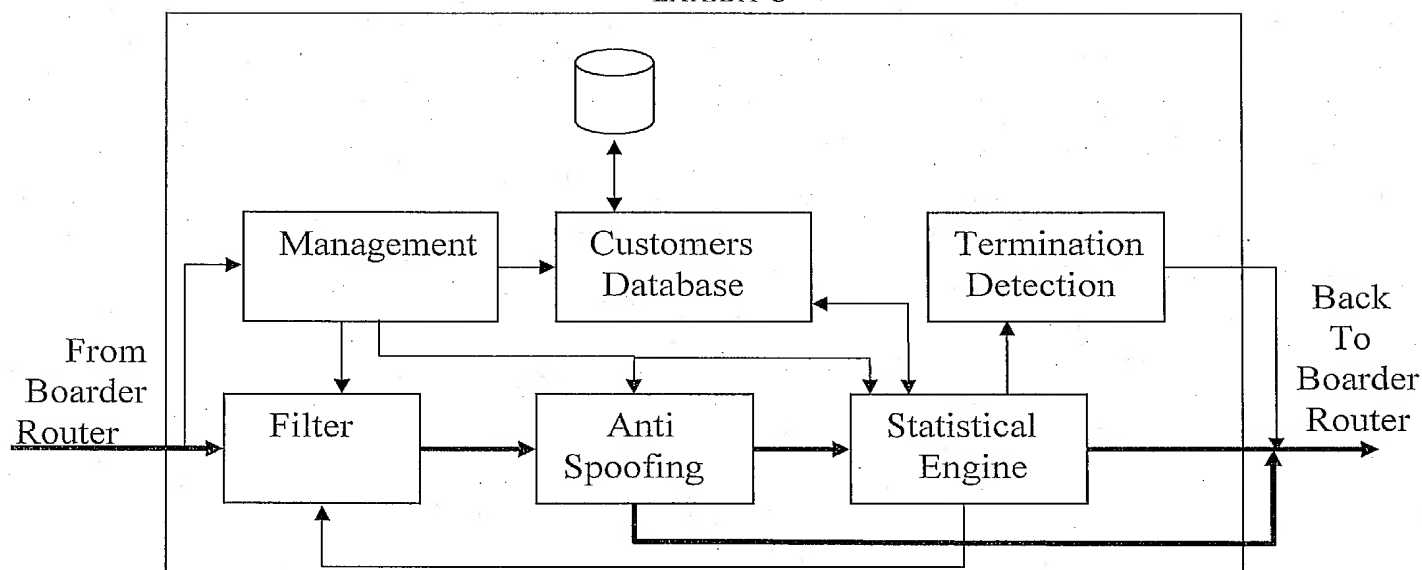 Management
Customers
Database
Termination
Detection
From
Boarder
Router
Filter
Anti
Spoofing
Statistical
Engine
Back
To
Boarder
Router